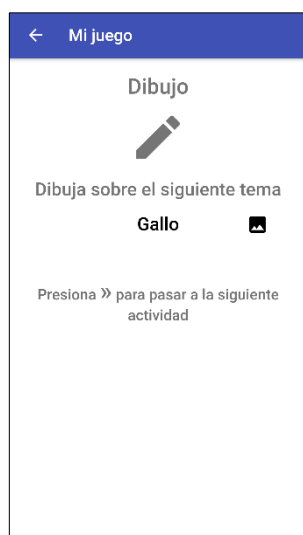 Mi juego
Dibujo
Dibuja sobre el siguiente tema
Gallo
Presiona » para pasar a la siguiente
actividad